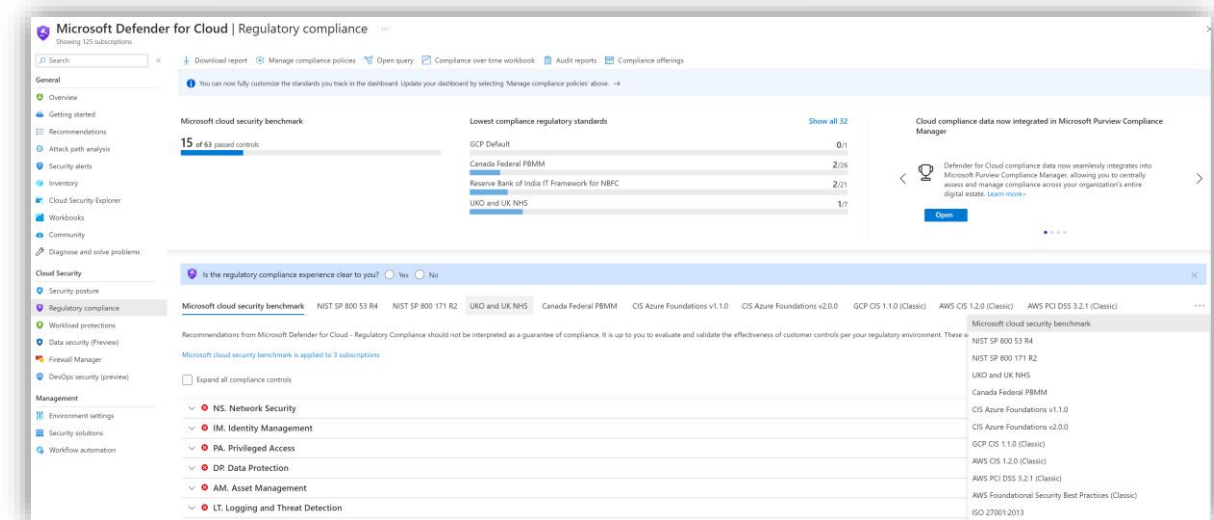 Microsoft Defender for Cloud | Regulatory compliance ...
Showing 125 subscriptions
Search
General
Overview
Getting started
Recommendations
Attack path analysis
Security alerts
Inventory
Cloud Security Explorer
Workbooks
Community
Diagnose and solve problems
Cloud Security
Security posture
Regulatory compliance
Workload protections
Data security (Preview)
Firewall Manager
DevOps security (preview)
Management
Environment settings
Security solutions
Workflow automation
Download report Manage compliance policies Open query Compliance over time workbook Audit reports Compliance offerings
You can now fully customize the standards you track in the dashboard. Update your dashboard by selecting 'Manage compliance policies' above. →
Microsoft cloud security benchmark
15 of 63 passed controls
Lowest compliance regulatory standards Show all 32
GCP Default 0/1
Canada Federal PBMM 2/26
Reserve Bank of India IT Framework for NBFC 2/21
UKO and UK NHS 1/7
Cloud compliance data now integrated in Microsoft Purview Compliance
Manager
Defender for Cloud compliance data now seamlessly integrates into
Microsoft Purview Compliance Manager, allowing you to centrally
assess and manage compliance across your organization's entire
digital estate. Learn more>
Open
Is the regulatory compliance experience clear to you? Yes No
Microsoft cloud security benchmark NIST SP 800 53 R4 NIST SP 800 171 R2 UKO and UK NHS Canada Federal PBMM CIS Azure Foundations v1.1.0 CIS Azure Foundations v2.0.0 GCP CIS 1.1.0 (Classic) AWS CIS 1.2.0 (Classic) AWS PCI DSS 3.2.1 (Classic) ...
Recommendations from Microsoft Defender for Cloud - Regulatory Compliance should not be interpreted as a guarantee of compliance. It is up to you to evaluate and validate the effectiveness of customer controls per your regulatory environment. These
Microsoft cloud security benchmark is applied to 3 subscriptions
Expand all compliance controls
NS. Network Security
IM. Identity Management
PA. Privileged Access
DP. Data Protection
AM. Asset Management
LT. Logging and Threat Detection
Microsoft cloud security benchmark
NIST SP 800 53 R4
NIST SP 800 171 R2
UKO and UK NHS
Canada Federal PBMM
CIS Azure Foundations v1.1.0
CIS Azure Foundations v2.0.0
GCP CIS 1.1.0 (Classic)
AWS CIS 1.2.0 (Classic)
AWS PCI DSS 3.2.1 (Classic)
AWS Foundational Security Best Practices (Classic)
ISO 27001:2013